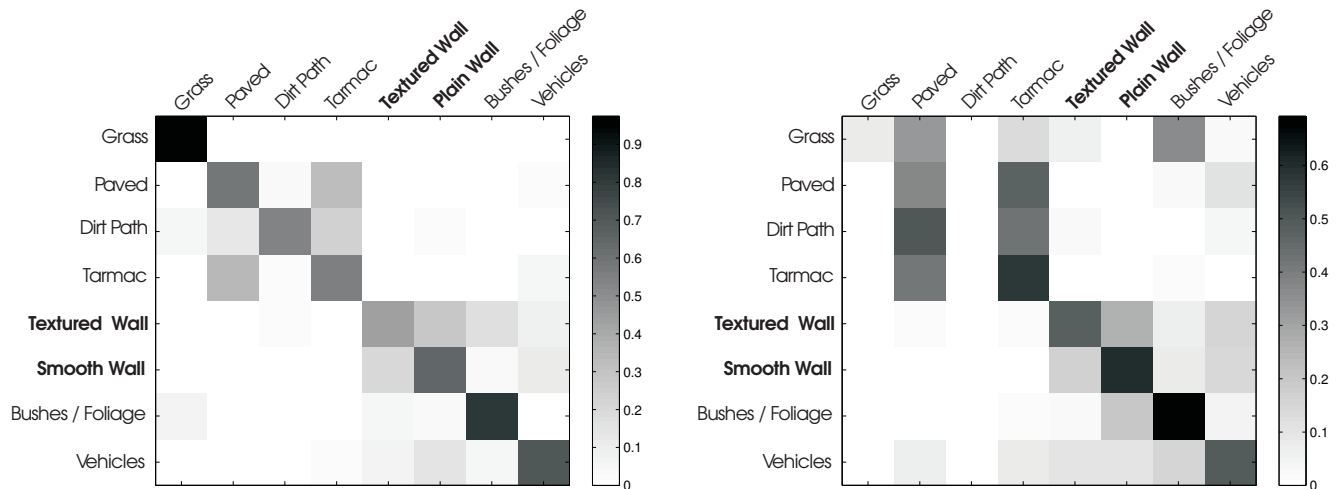 Grass Paved Dirt Path Tarmac Textured Wall Plain Wall Bushes / Foliage Vehicles
Grass
Paved
Dirt Path
Tarmac
Textured Wall
Smooth Wall
Bushes / Foliage
Vehicles
0.9
0.8
0.7
0.6
0.5
0.4
0.3
0.2
0.1
0
Grass Paved Dirt Path Tarmac Textured Wall Plain Wall Bushes / Foliage Vehicles
Grass
Paved
Dirt Path
Tarmac
Textured Wall
Smooth Wall
Bushes / Foliage
Vehicles
0.6
0.5
0.4
0.3
0.2
0.1
0